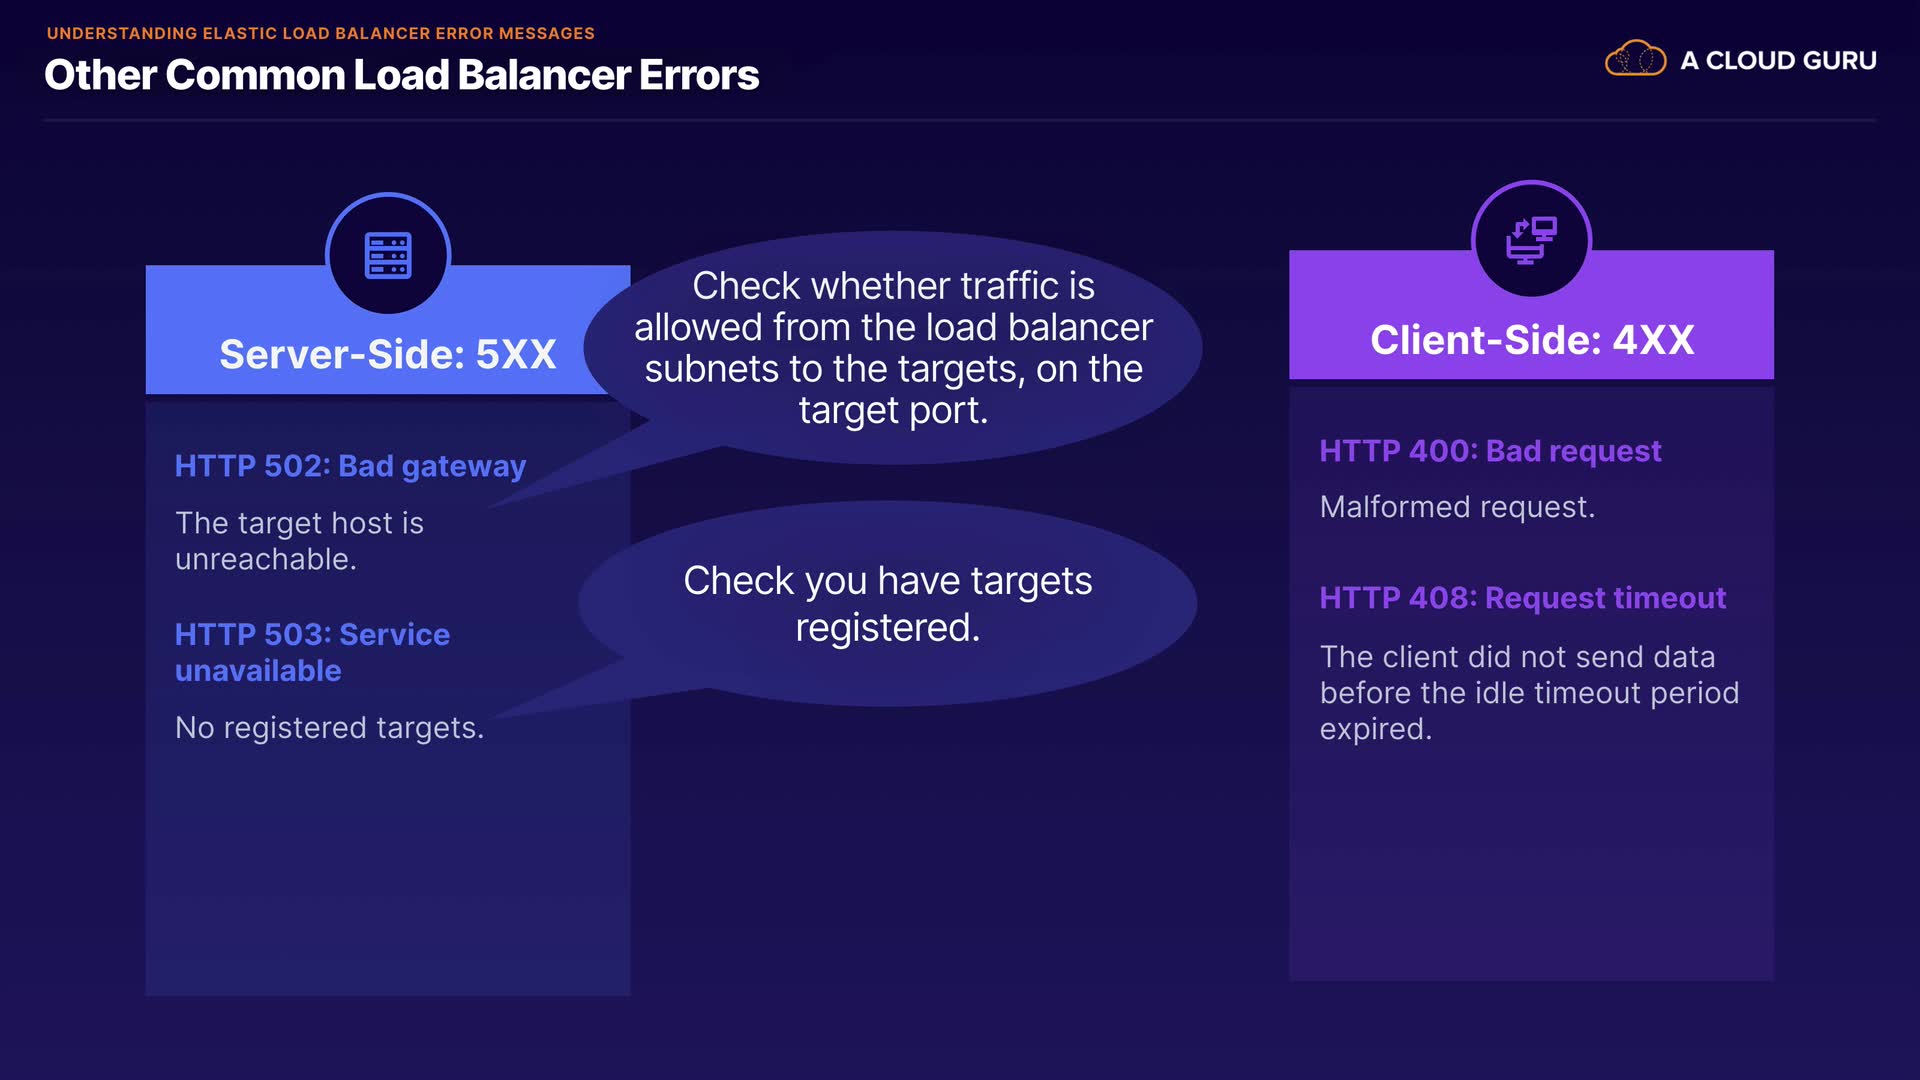 UNDERSTANDING ELASTIC LOAD BALANCER ERROR MESSAGES
Other Common Load Balancer Errors
A CLOUD GURU
Server-Side: 5XX
HTTP 502: Bad gateway
The target host is
unreachable.
HTTP 503: Service
unavailable
No registered targets.
Check whether traffic is
allowed from the load balancer
subnets to the targets, on the
target port.
Check you have targets
registered.
Client-Side: 4XX
HTTP 400: Bad request
Malformed request.
HTTP 408: Request timeout
The client did not send data
before the idle timeout period
expired.